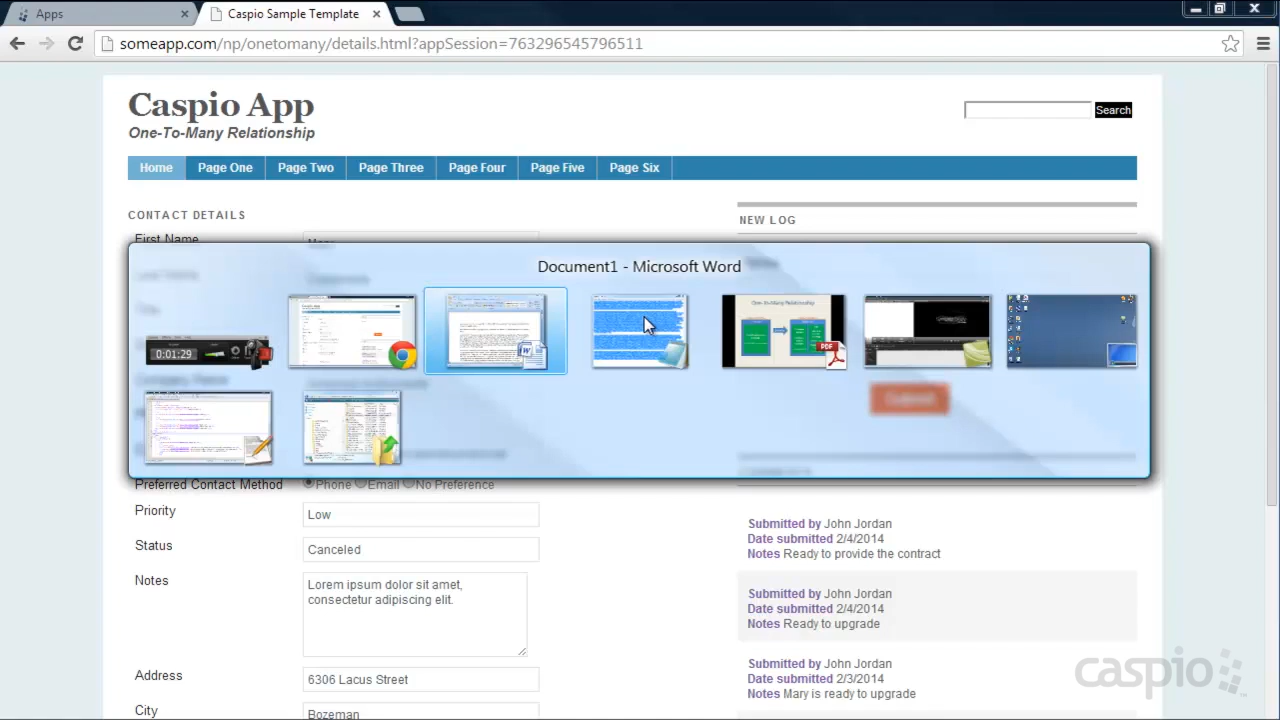 Apps
Caspio Sample Template
someapp.com/np/onetomany/details.html?appSession=763296545796511
Caspio App
One-To-Many Relationship
Search
Home
Page One
Page Two
Page Three
Page Four
Page Five
Page Six
CONTACT DETAILS
NEW LOG
First Name
Document1 - Microsoft Word
0:01:29
One-To-Many Relationship
PDF
Preferred Contact Method
Phone Email No Preference
Priority
Low
Status
Canceled
Notes
Lorem ipsum dolor sit amet,
consectetur adipiscing elit.
Address
6306 Lacus Street
City
Bozeman
Submitted by John Jordan
Date submitted 2/4/2014
Notes Ready to provide the contract
Submitted by John Jordan
Date submitted 2/4/2014
Notes Ready to upgrade
Submitted by John Jordan
Date submitted 2/3/2014
Notes Mary is ready to upgrade
caspio